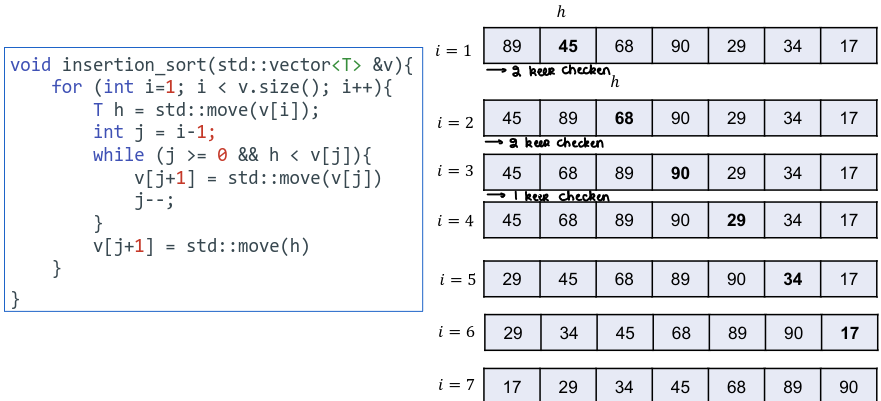 void insertion_sort(std::vector<T> &v){
for (int i=1; i < v.size(); i++){
T h = std::move(v[i]);
int j = i-1;
while (j >= 0 && h < v[j]){
v[j+1] = std::move(v[j])
j--;
}
v[j+1] = std::move(h)
}
}
h
i = 1 89 45 68 90 29 34 17
→ 2 keer checken
h
i = 2 45 89 68 90 29 34 17
→ 2 keer checken
i = 3 45 68 89 90 29 34 17
→ 1 keer checken
i = 4 45 68 89 90 29 34 17
i = 5 29 45 68 89 90 34 17
i = 6 29 34 45 68 89 90 17
i = 7 17 29 34 45 68 89 90